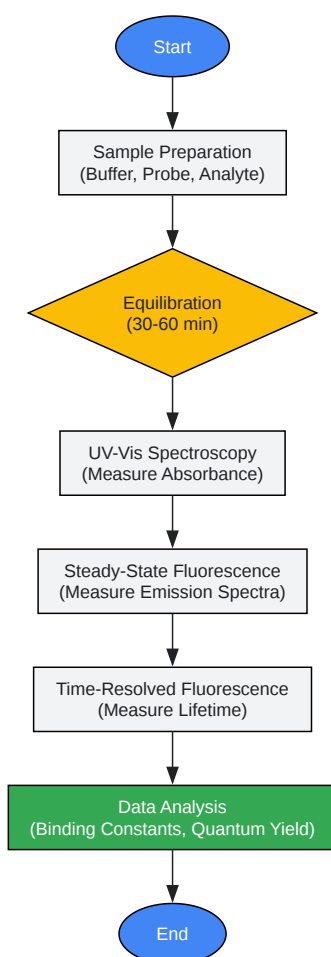 Start
Sample Preparation
(Buffer, Probe, Analyte)
Equilibration
(30-60 min)
UV-Vis Spectroscopy
(Measure Absorbance)
Steady-State Fluorescence
(Measure Emission Spectra)
Time-Resolved Fluorescence
(Measure Lifetime)
Data Analysis
(Binding Constants, Quantum Yield)
End